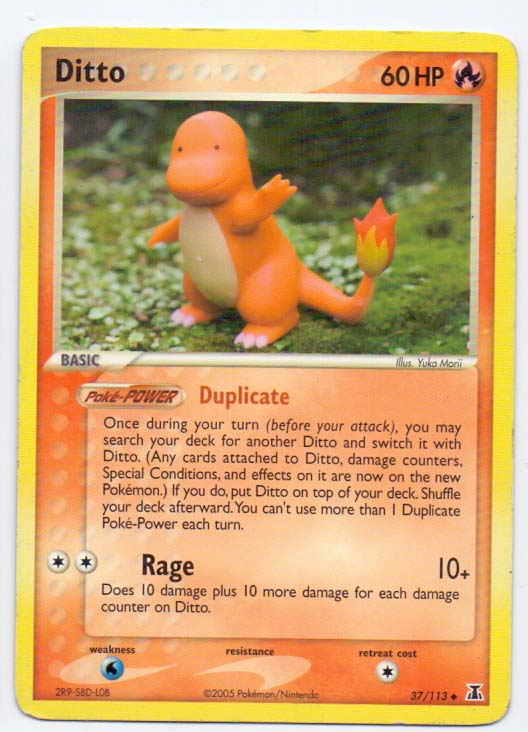 Ditto 60 HP
BASIC
Illus. Yuka Morii
Poké-POWER Duplicate
Once during your turn (before your attack), you may
search your deck for another Ditto and switch it with
Ditto. (Any cards attached to Ditto, damage counters,
Special Conditions, and effects on it are now on the new
Pokémon.) If you do, put Ditto on top of your deck. Shuffle
your deck afterward. You can't use more than 1 Duplicate
Poké-Power each turn.
Rage 10+
Does 10 damage plus 10 more damage for each damage
counter on Ditto.
weakness resistance retreat cost
2R9-SBD-L0B ©2005 Pokémon/Nintendo 37/113